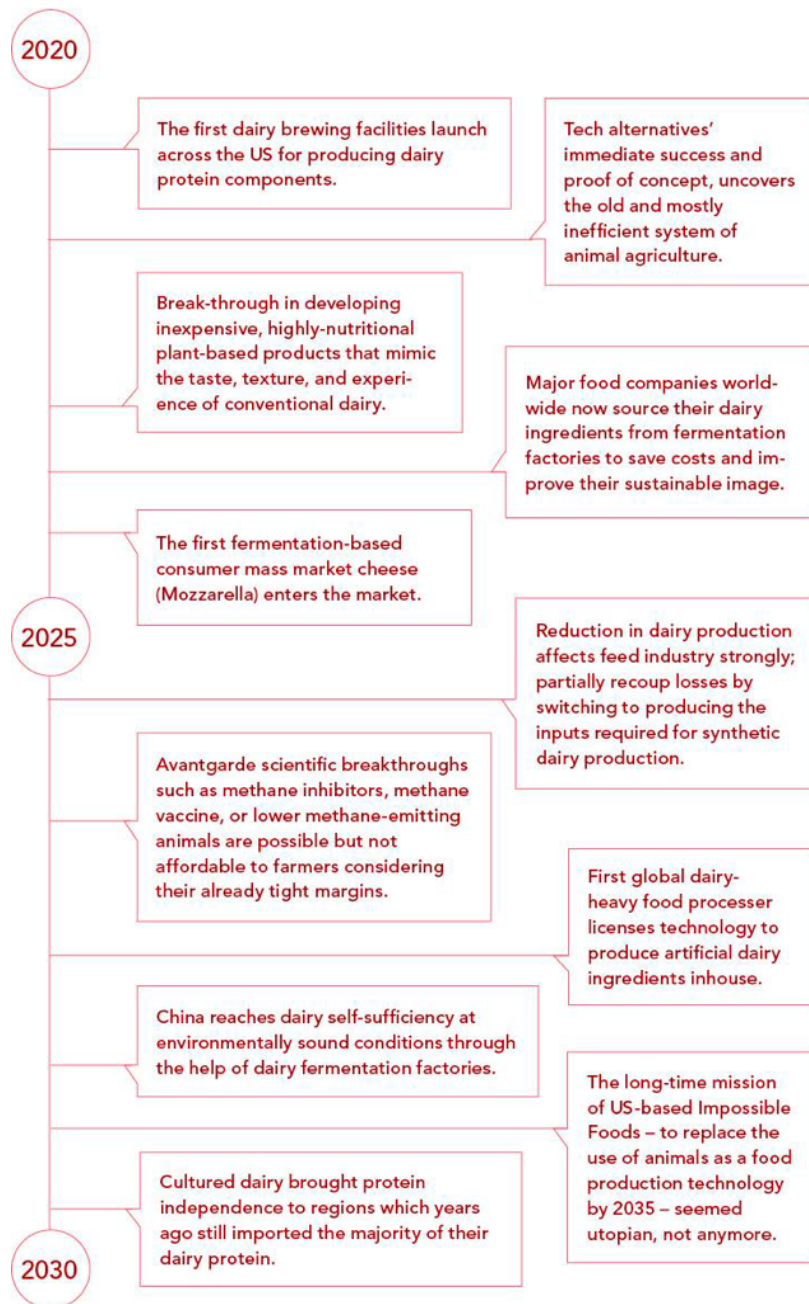 2020
The first dairy brewing facilities launch
across the US for producing dairy
protein components.
Tech alternatives’
immediate success and
proof of concept, uncovers
the old and mostly
inefficient system of
animal agriculture.
Break-through in developing
inexpensive, highly-nutritional
plant-based products that mimic
the taste, texture, and experi-
ence of conventional dairy.
Major food companies world-
wide now source their dairy
ingredients from fermentation
factories to save costs and im-
prove their sustainable image.
The first fermentation-based
consumer mass market cheese
(Mozzarella) enters the market.
2025
Reduction in dairy production
affects feed industry strongly;
partially recoup losses by
switching to producing the
inputs required for synthetic
dairy production.
Avantgarde scientific breakthroughs
such as methane inhibitors, methane
vaccine, or lower methane-emitting
animals are possible but not
affordable to farmers considering
their already tight margins.
First global dairy-
heavy food processer
licenses technology to
produce artificial dairy
ingredients inhouse.
China reaches dairy self-sufficiency at
environmentally sound conditions through
the help of dairy fermentation factories.
The long-time mission
of US-based Impossible
Foods – to replace the
use of animals as a food
production technology
by 2035 – seemed
utopian, not anymore.
Cultured dairy brought protein
independence to regions which years
ago still imported the majority of their
dairy protein.
2030